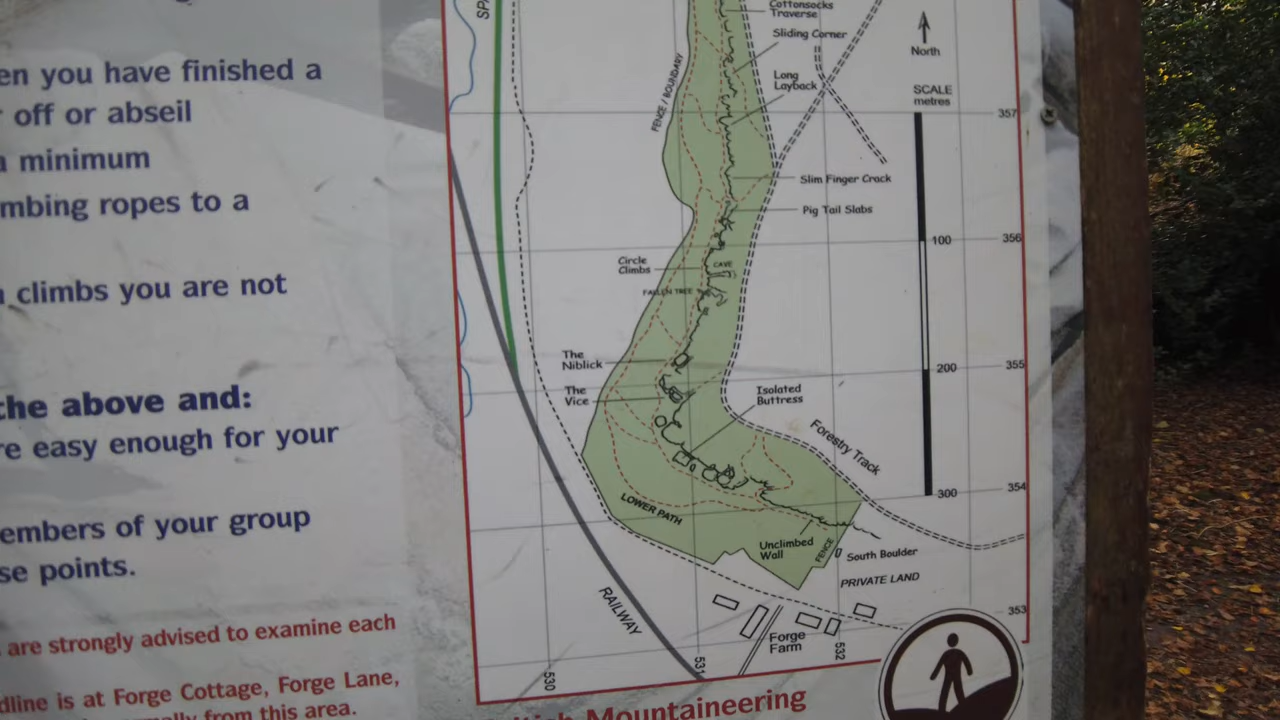 en you have finished a
off or abseil
a minimum
mbing ropes to a
climbs you are not
the above and:
re easy enough for your
embers of your group
se points.
are strongly advised to examine each
dline is at Forge Cottage, Forge Lane,
from this area.
Cottonsocks
Traverse
Sliding Corner
Long
Layback
North
SCALE
metres
FENCE / BOUNDARY
357
Slim Finger Crack
Pig Tail Slabs
100
356
Circle
Climbs
CAVE
FALLEN TREE
The
Niblick
200
355
The
Vice
Isolated
Buttress
Forestry Track
300
354
LOWER PATH
Unclimbed
Wall
FENCE
South Boulder
PRIVATE LAND
RAILWAY
353
Forge
Farm
530
531
532
Mountaineering